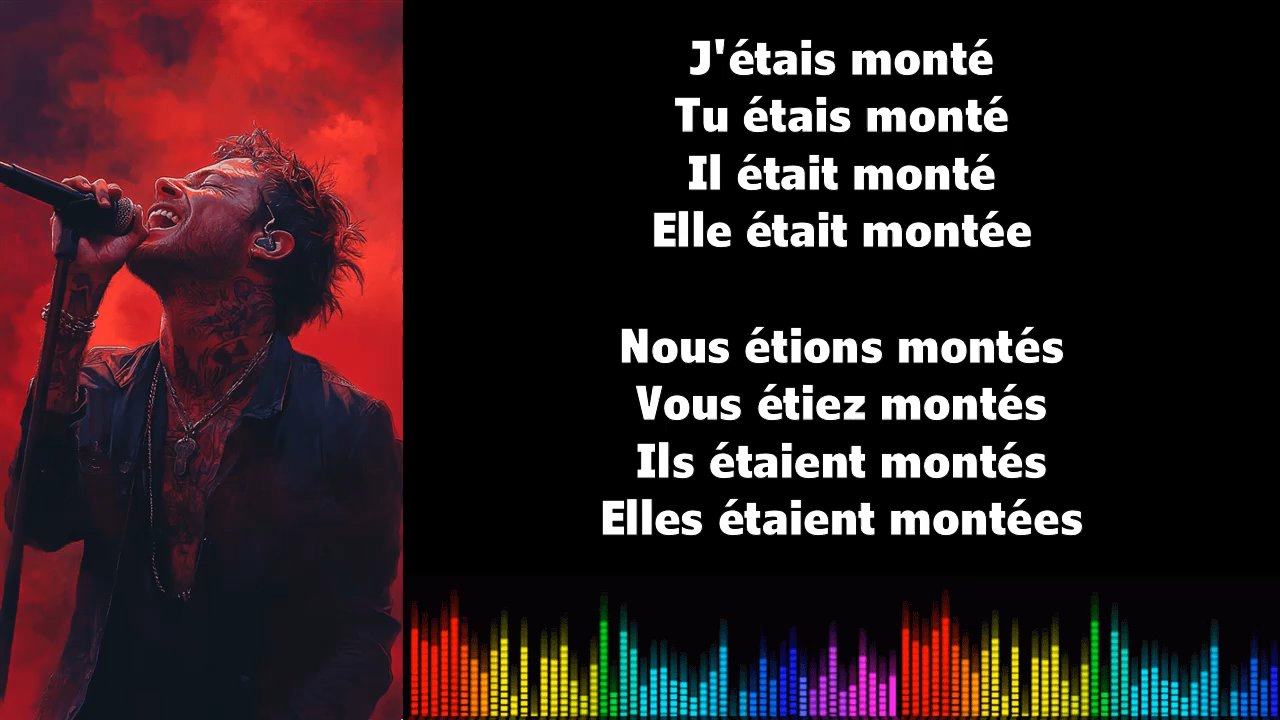 J'étais monté
Tu étais monté
Il était monté
Elle était montée
Nous étions montés
Vous étiez montés
Ils étaient montés
Elles étaient montées